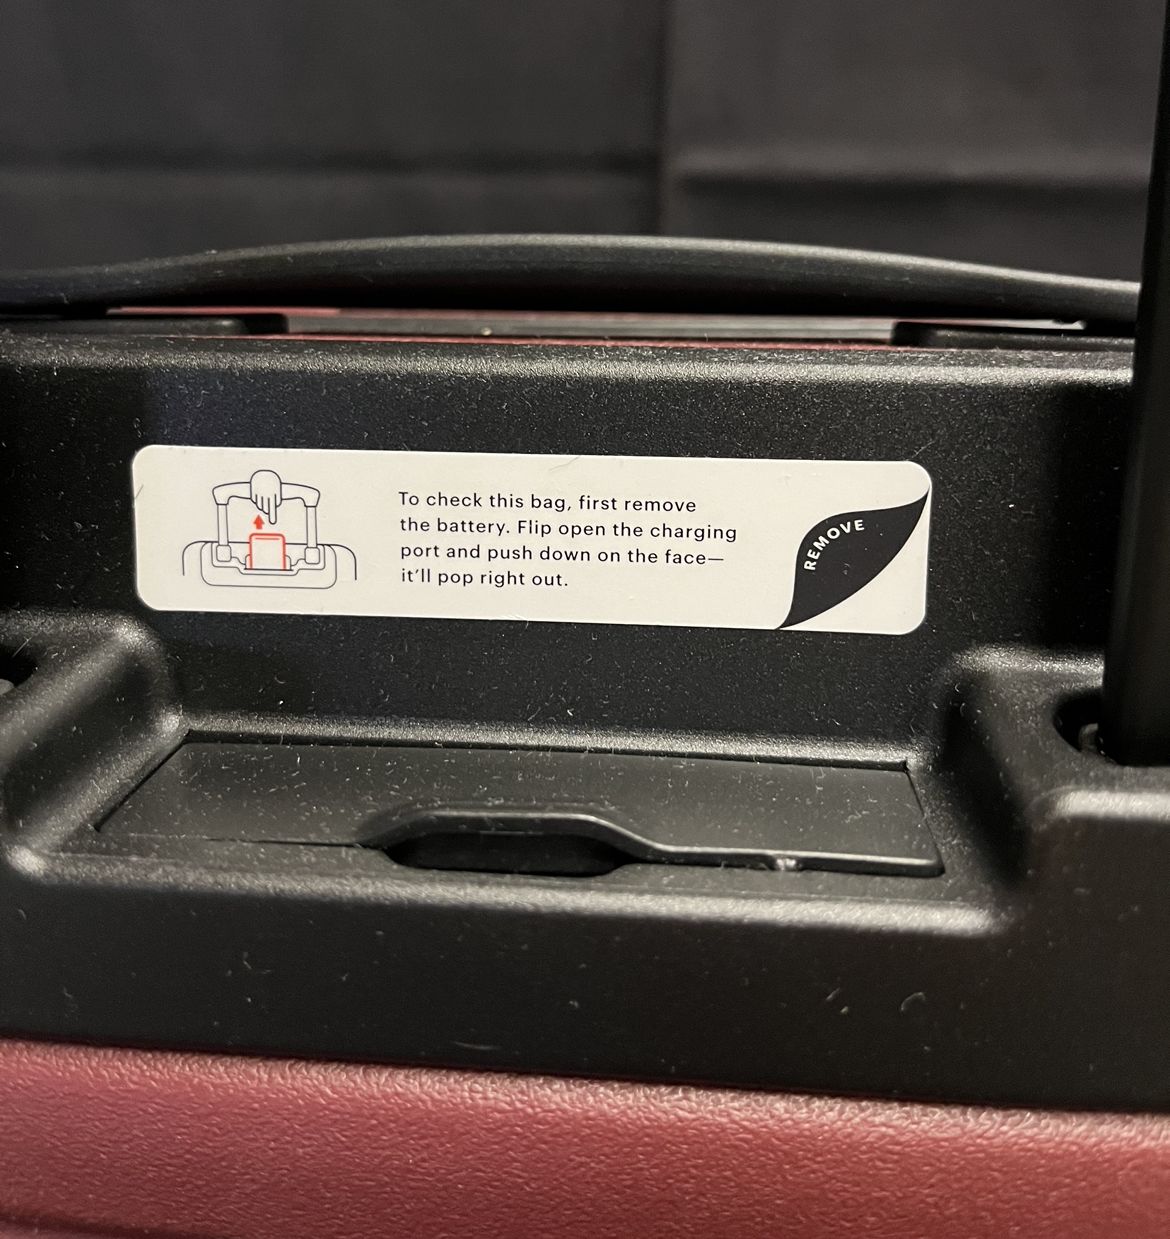 To check this bag, first remove
the battery. Flip open the charging
port and push down on the face—
it’ll pop right out.
REMOVE